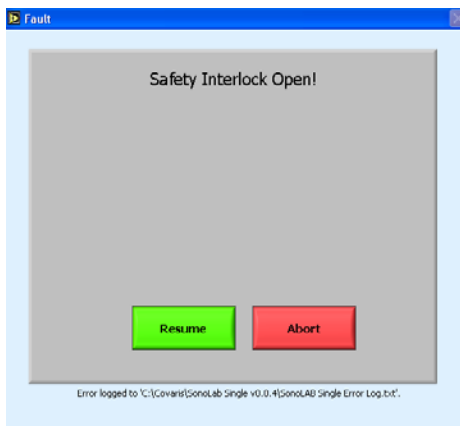 Fault
Safety Interlock Open!
Resume Abort
Error logged to 'C:\Covaris\SonoLab Single v0.0.4\SonoLAB Single Error Log.txt'.